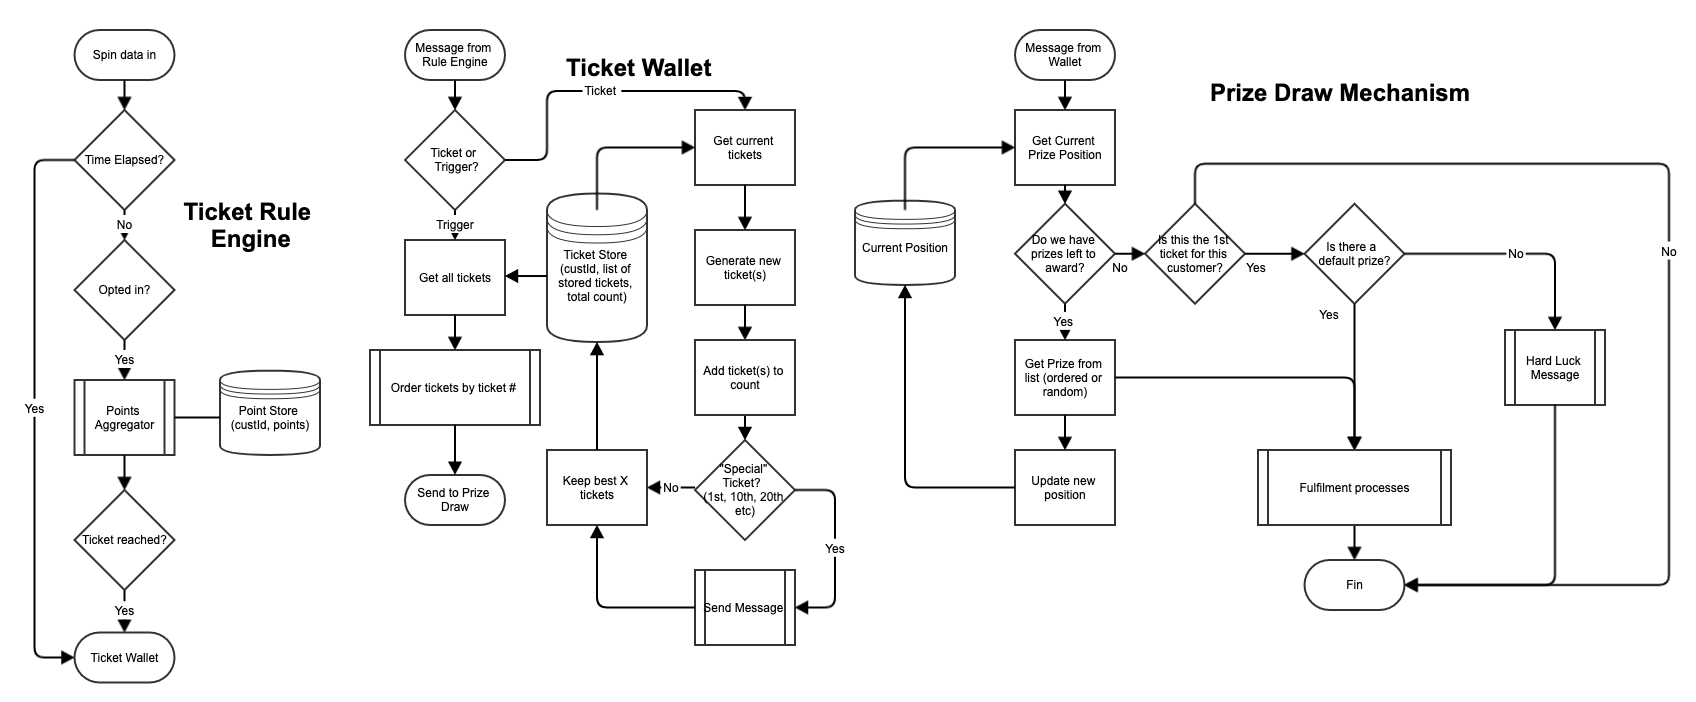 Spin data in
Time Elapsed?
No
Opted in?
Yes
Points
Aggregator
Point Store
(custId, points)
Ticket reached?
Yes
Yes
Ticket Wallet
Ticket Rule
Engine
Message from
Rule Engine
Ticket Wallet
Ticket
Ticket or
Trigger?
Trigger
Get all tickets
Order tickets by ticket #
Send to Prize
Draw
Ticket Store
(custId, list of
stored tickets,
total count)
Get current
tickets
Generate new
ticket(s)
Add ticket(s) to
count
"Special"
Ticket?
(1st, 10th, 20th
etc)
No
Keep best X
tickets
Yes
Send Message
Message from
Wallet
Prize Draw Mechanism
Get Current
Prize Position
Current Position
Do we have
prizes left to
award?
No
Is this the 1st
ticket for this
customer?
Yes
Is there a
default prize?
No
No
Yes
Yes
Get Prize from
list (ordered or
random)
Update new
position
Hard Luck
Message
Fulfilment processes
Fin